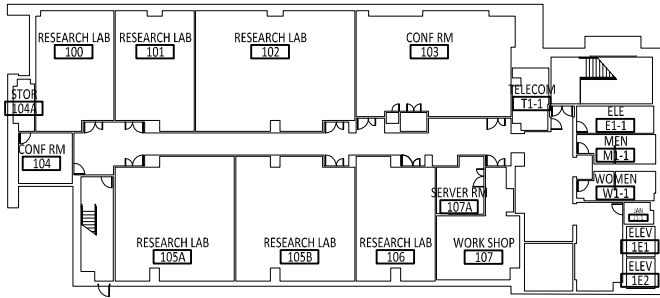 RESEARCH LAB
100
RESEARCH LAB
101
RESEARCH LAB
102
CONF RM
103
STOR
104A
TELECOM
T1-1
ELE
E1-1
MEN
M1-1
CONF RM
104
WOMEN
W1-1
SERVER RM
107A
JAN
ELEV
1E1
RESEARCH LAB
105A
RESEARCH LAB
105B
RESEARCH LAB
106
WORK SHOP
107
ELEV
1E2